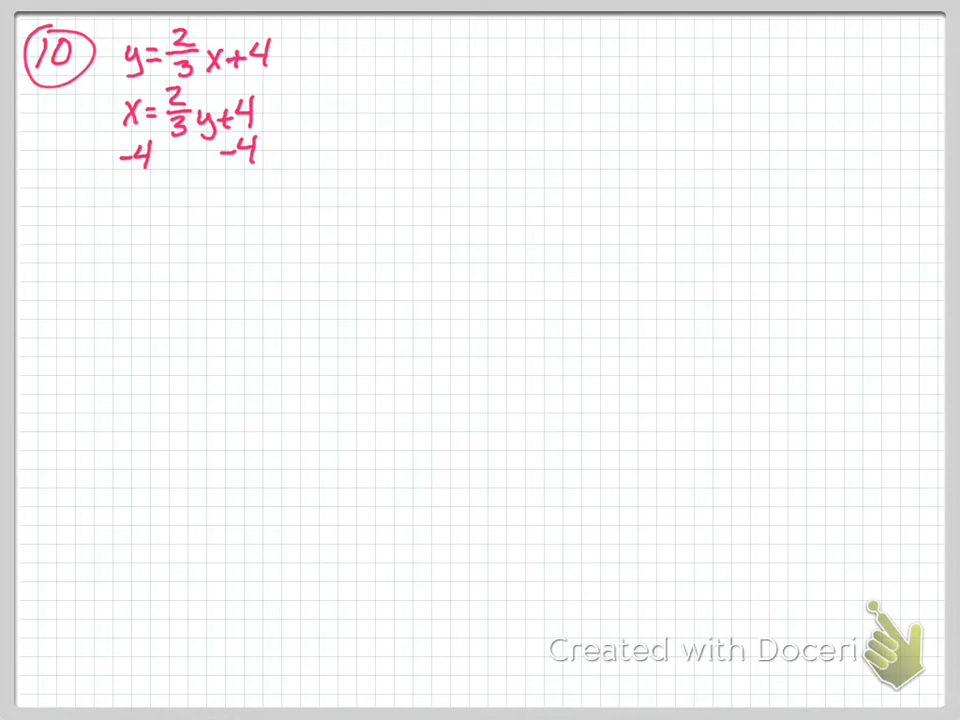 10 y = 2/3 x + 4
x = 2/3 y + 4
-4 -4
Created with Doceri